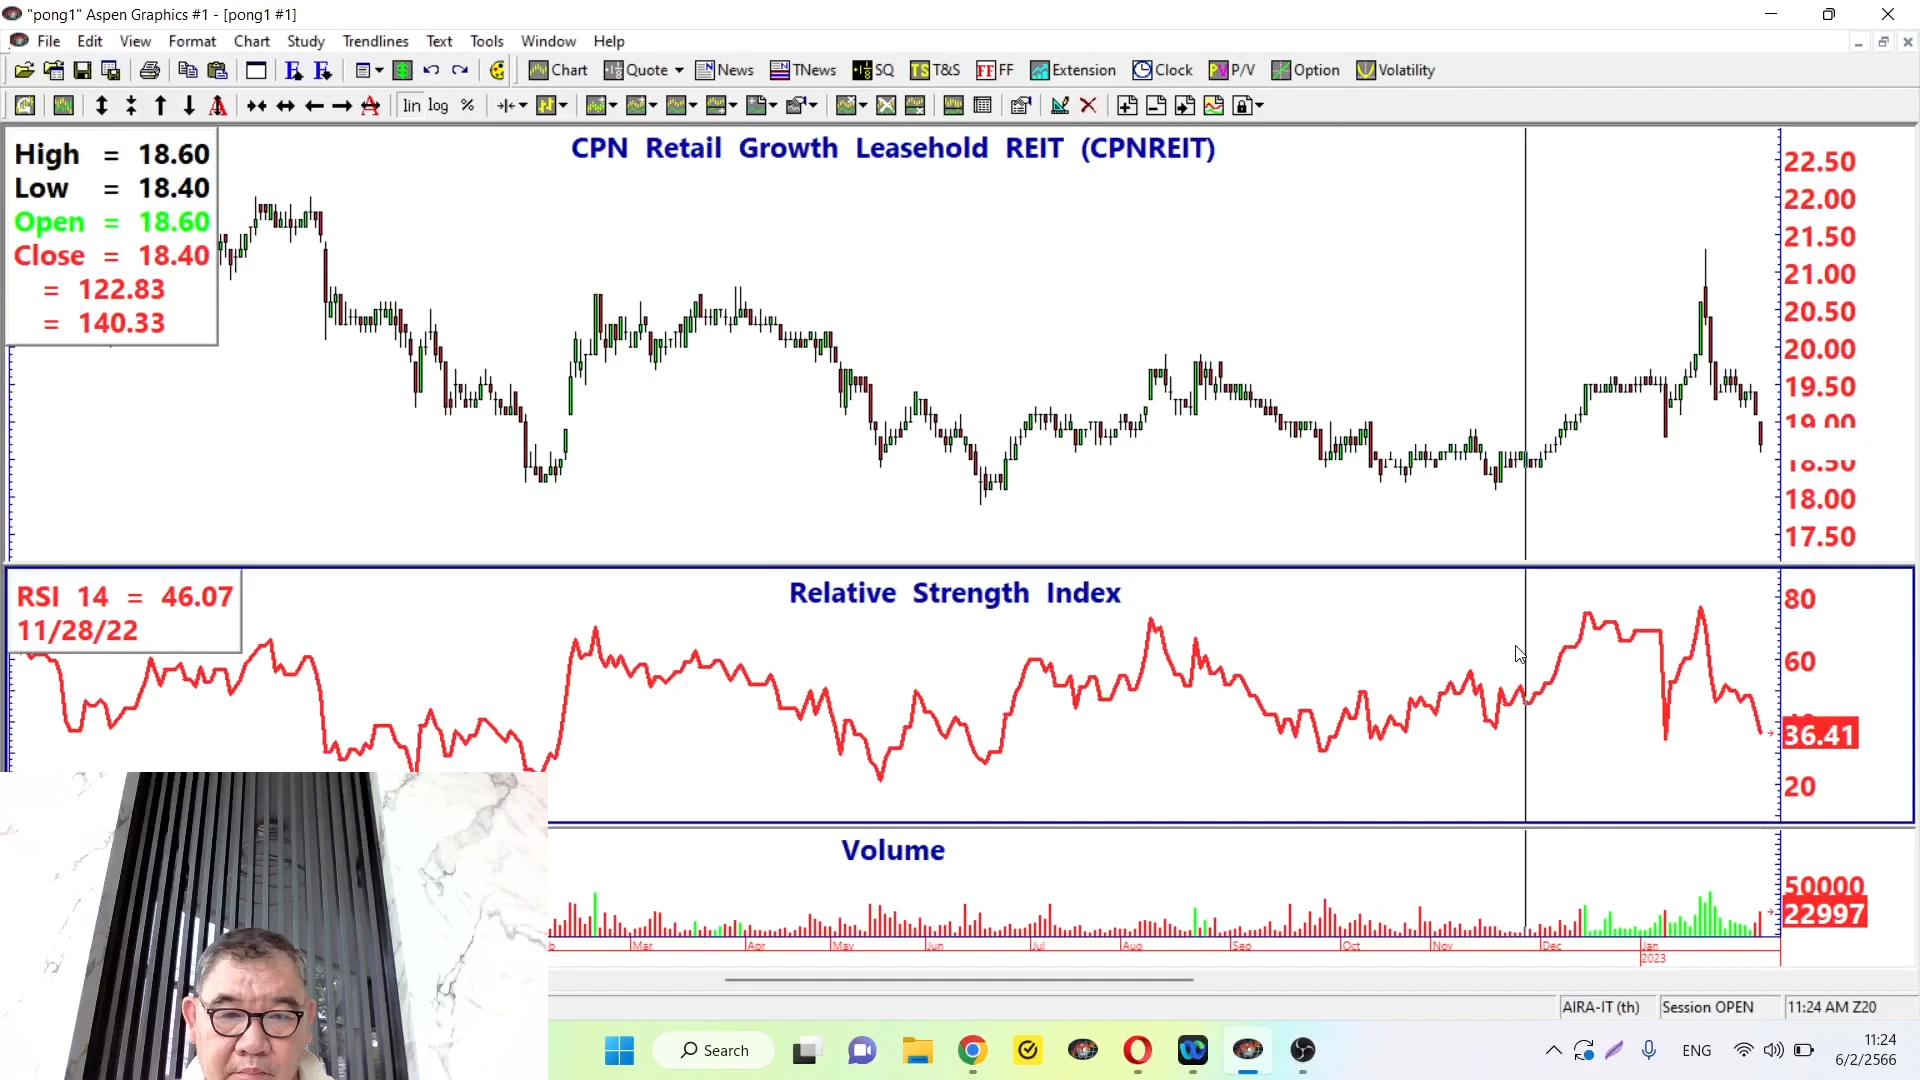 "pong1" Aspen Graphics #1 - [pong1 #1]
File Edit View Format Chart Study Trendlines Text Tools Window Help
Chart Quote News TNews SQ T&S FF Extension Clock P/V Option Volatility
lin log %
CPN Retail Growth Leasehold REIT (CPNREIT)
High = 18.60
Low = 18.40
Open = 18.60
Close = 18.40
= 122.83
= 140.33
22.50
22.00
21.50
21.00
20.50
20.00
19.50
19.00
18.50
18.00
17.50
Relative Strength Index
RSI 14 = 46.07
11/28/22
80
60
36.41
20
Volume
50000
22997
Mar Apr May Jun Jul Aug Sep Oct Nov Dec Jan
2023
AIRA-IT (th) Session OPEN 11:24 AM Z20
Search
ENG
11:24
6/2/2566